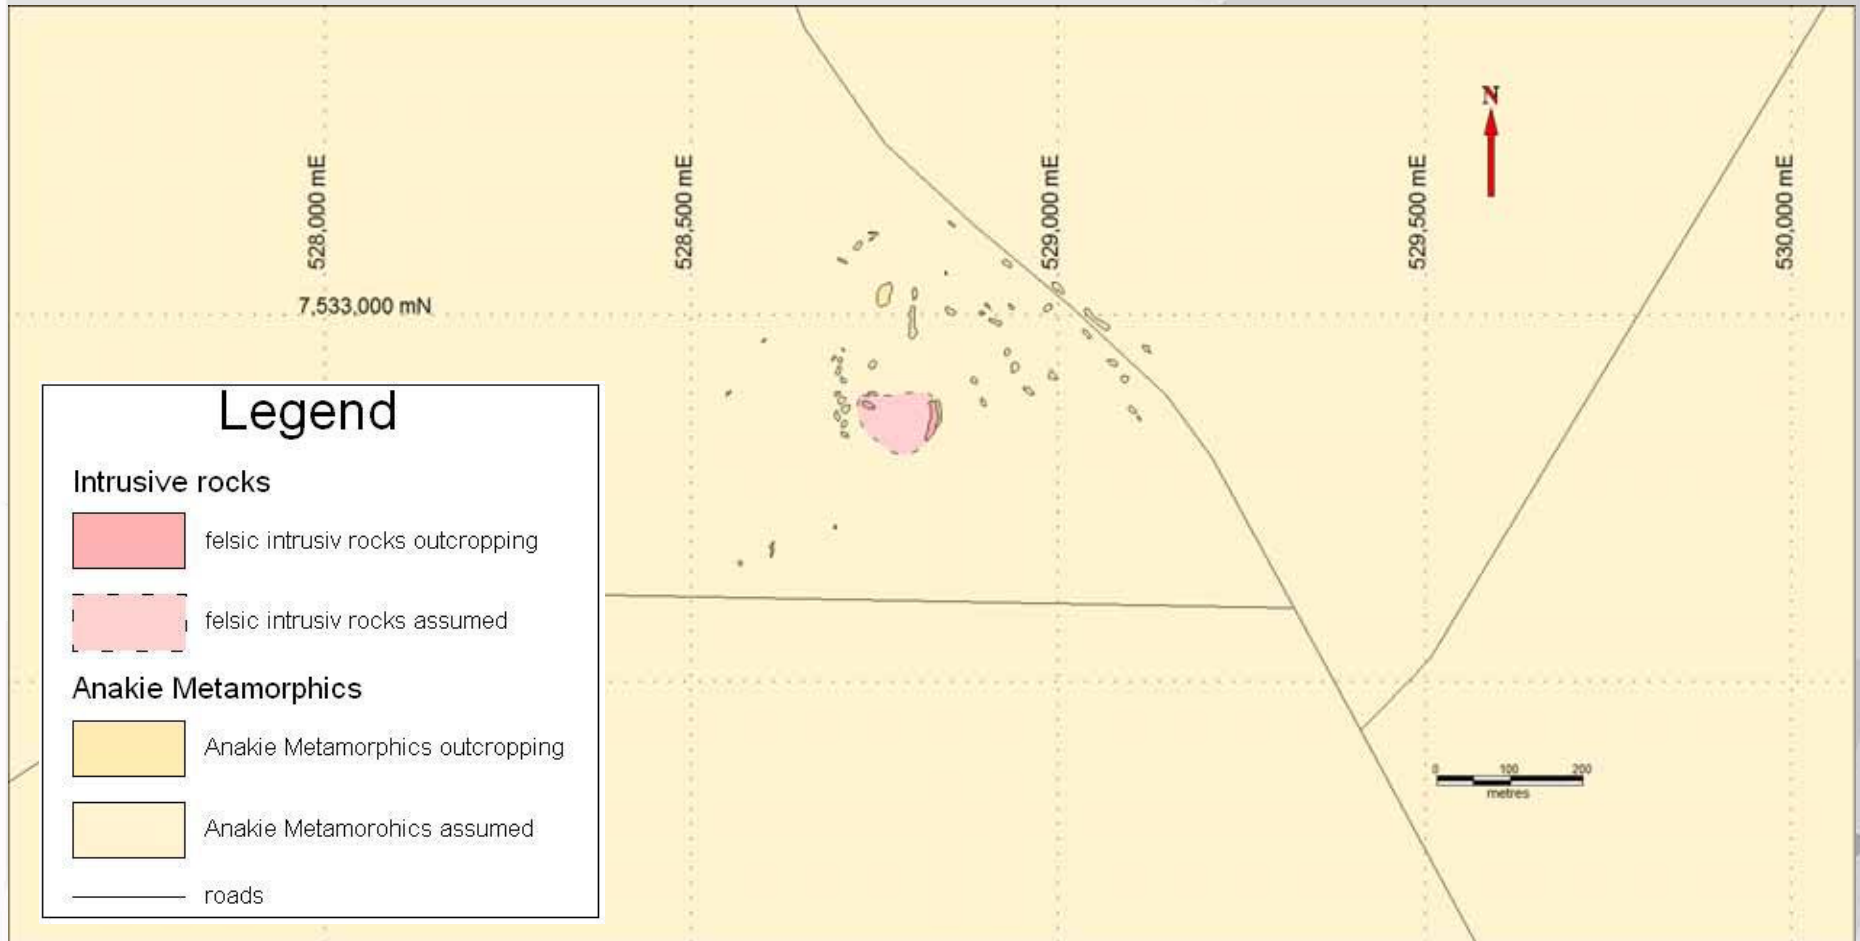 N
528,000 mE
528,500 mE
529,000 mE
529,500 mE
530,000 mE
7,533,000 mN
Legend
Intrusive rocks
felsic intrusiv rocks outcropping
felsic intrusiv rocks assumed
Anakie Metamorphics
Anakie Metamorphics outcropping
Anakie Metamorohics assumed
roads
0 100 200
metres